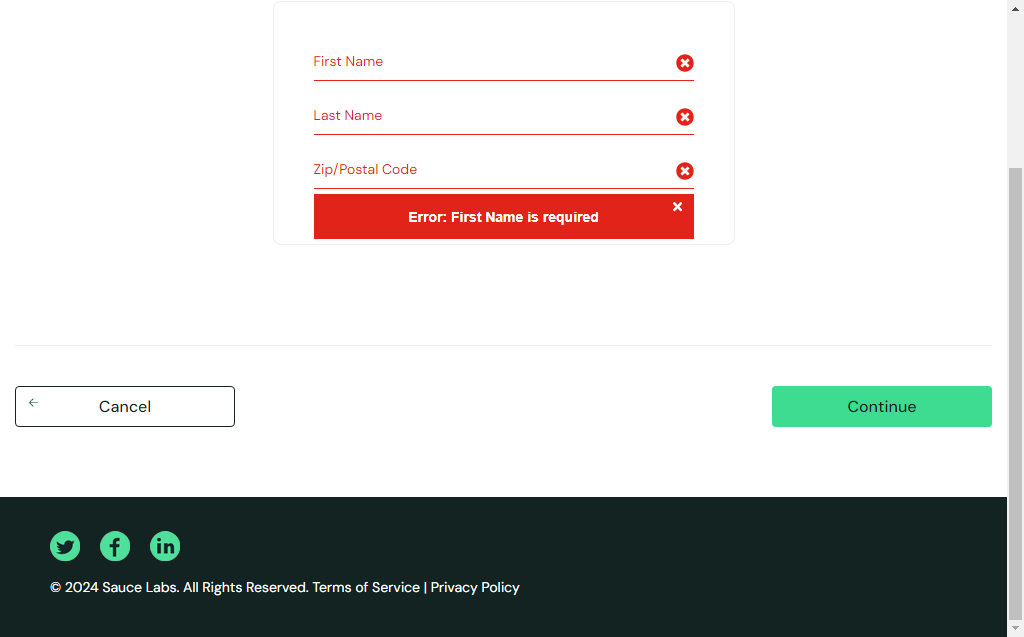 First Name
Last Name
Zip/Postal Code
Error: First Name is required
Cancel
Continue
© 2024 Sauce Labs. All Rights Reserved. Terms of Service | Privacy Policy